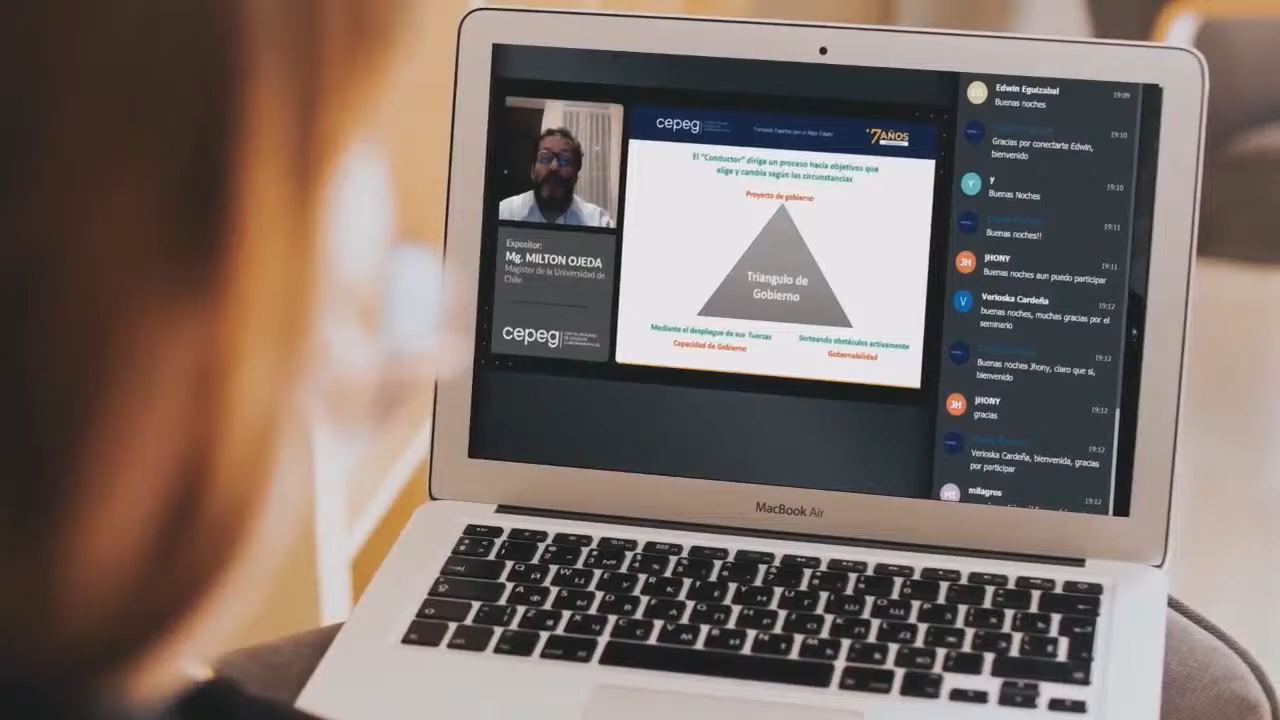 cepeg
+7AÑOS
El "Conductor" dirige un proceso hacia objetivos que
elige y cambia según las circunstancias
Proyecto de gobierno
Triangulo de
Gobierno
Mediante el despliegue de sus fuerzas
Capacidad de Gobierno
Sorteando obstáculos activamente
Gobernabilidad
Expositor:
Mg. MILTON OJEDA
Magíster de la Universidad de
Chile.
cepeg
Edwin Eguizabal
19:09
Buenas noches
19:10
Gracias por conectarte Edwin,
bienvenido
Y
Y
19:10
Buenas Noches
19:11
Buenas noches!!
JH
JHONY
19:11
Buenas noches aun puedo participar
V
Verioska Cardeña
19:12
buenas noches, muchas gracias por el
seminario
19:12
Buenas noches Jhony, claro que si,
bienvenido
JH
JHONY
19:12
gracias
19:12
Verioska Cardeña, bienvenida, gracias
por participar
milagros
19:12
MacBook Air